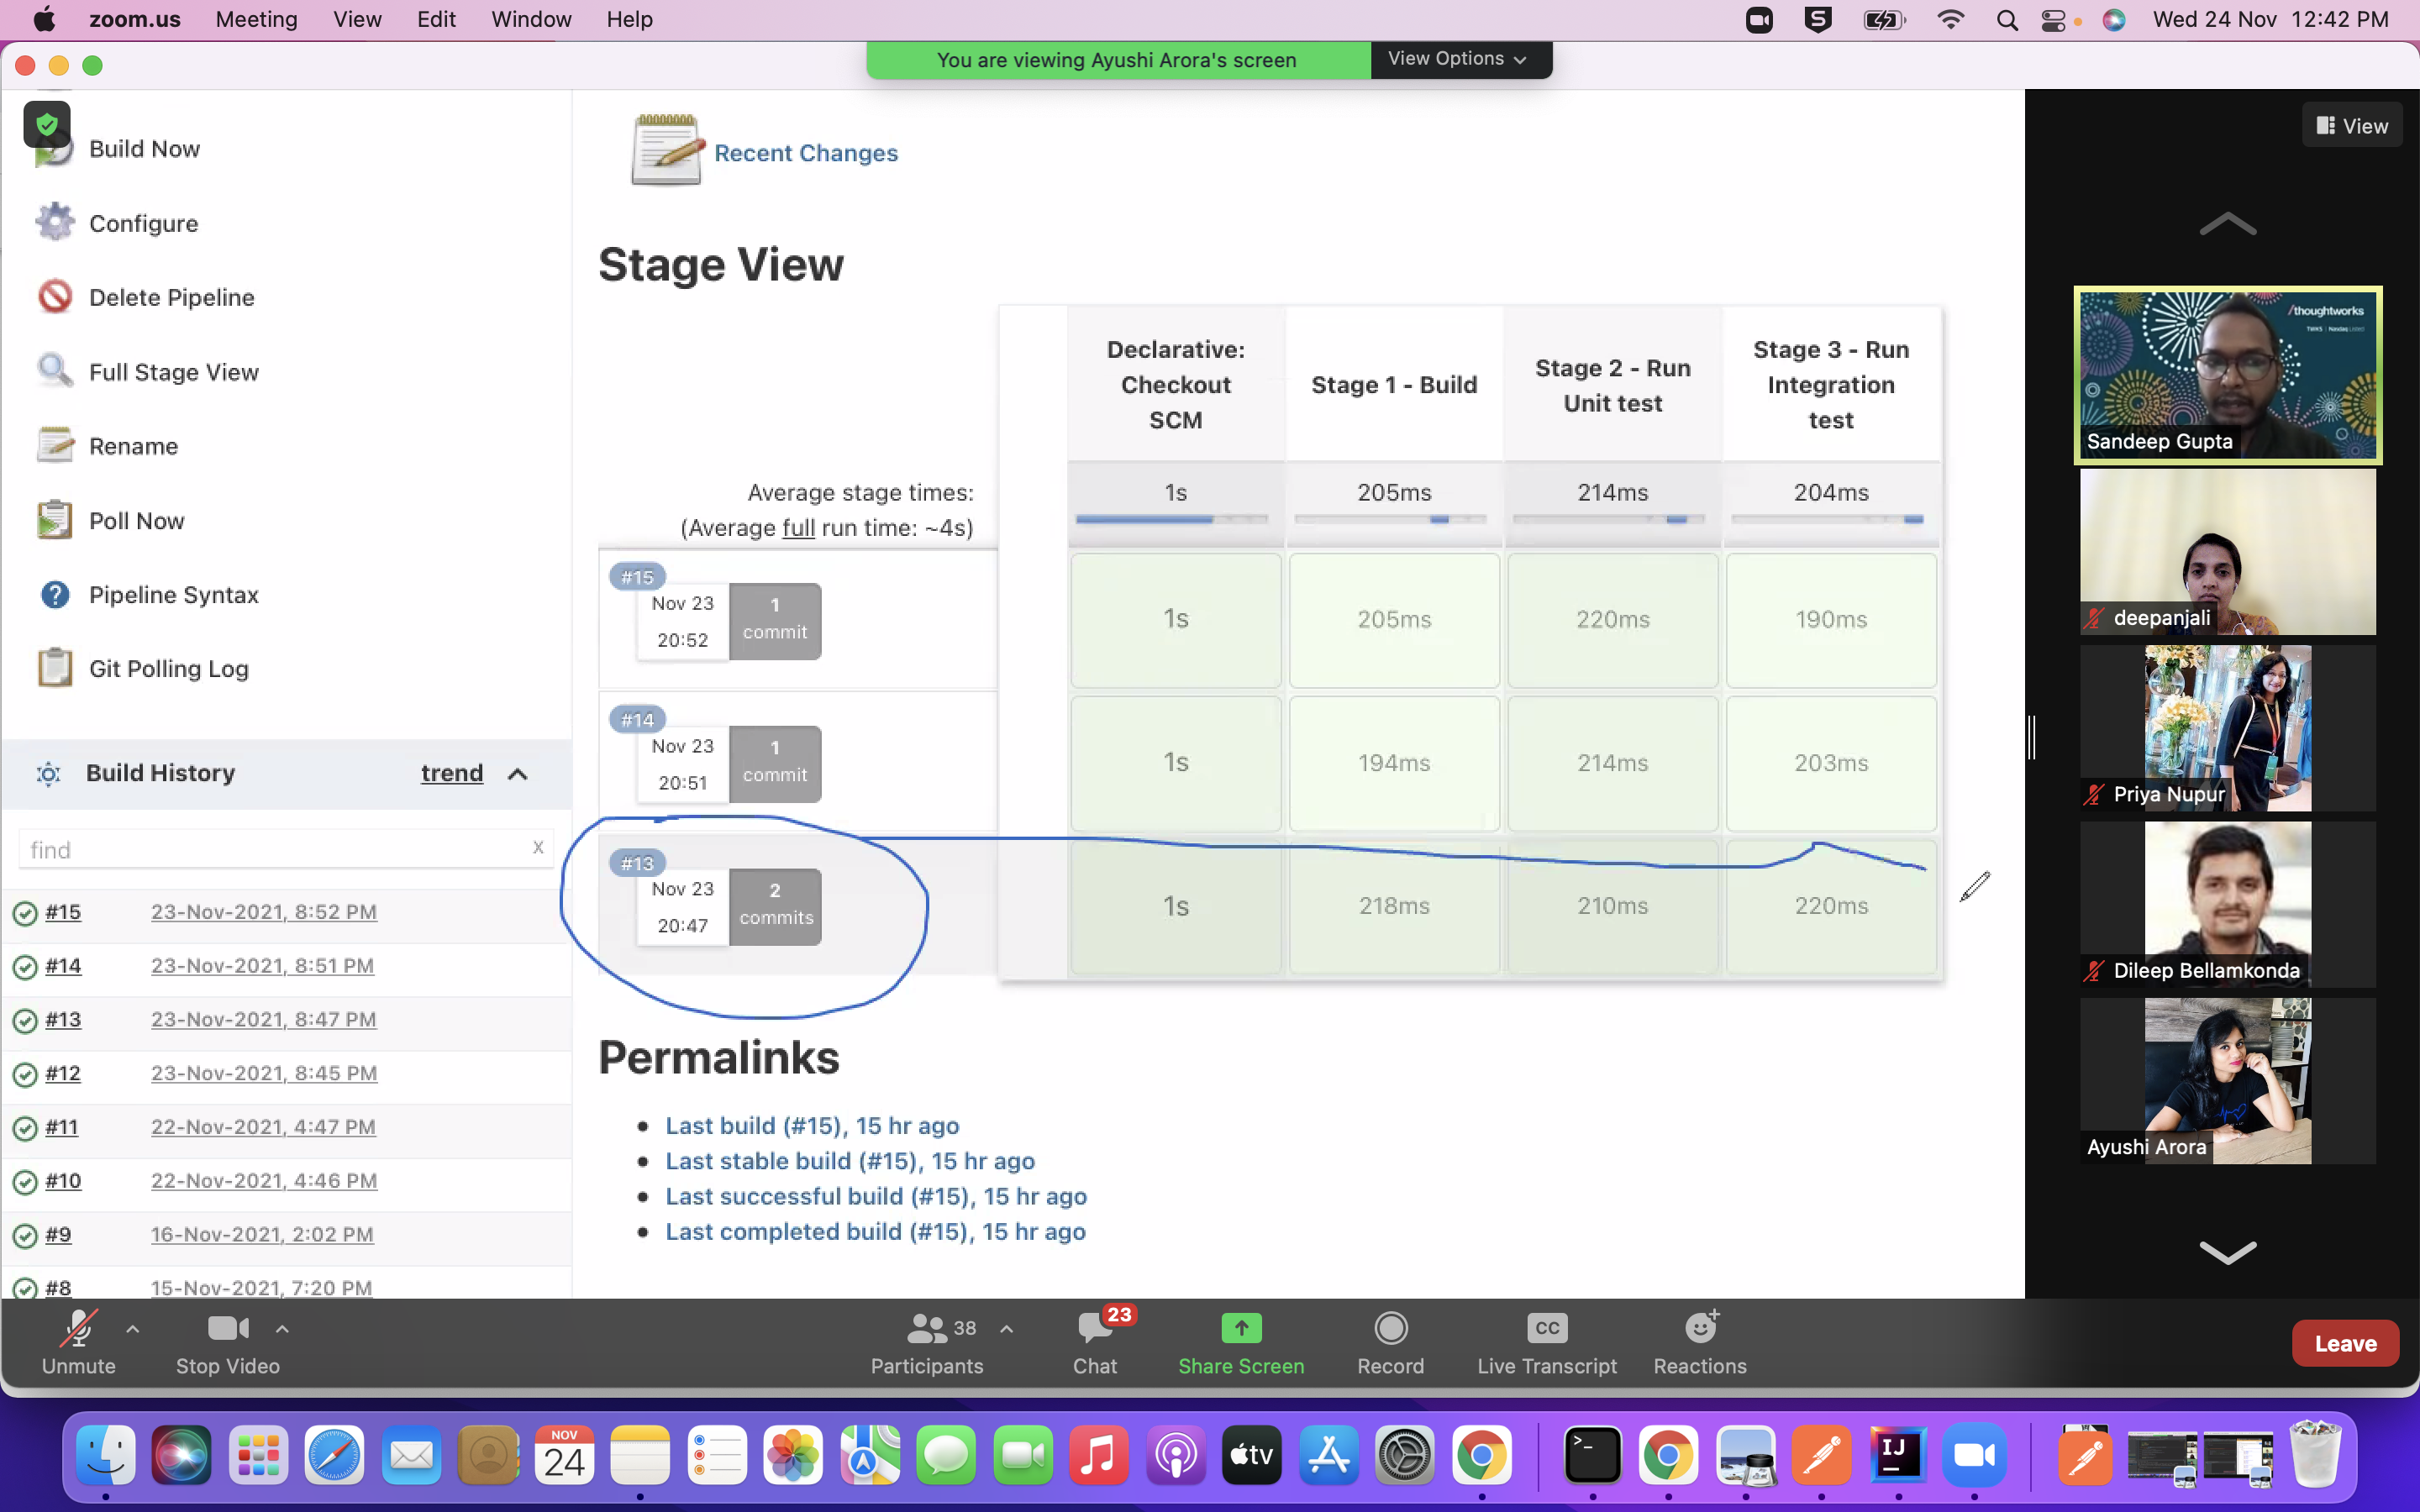 zoom.us Meeting View Edit Window Help
Wed 24 Nov 12:42 PM
You are viewing Ayushi Arora's screen
View Options
View
Build Now
Configure
Delete Pipeline
Full Stage View
Rename
Poll Now
Pipeline Syntax
Git Polling Log
Build History trend
find x
#15 23-Nov-2021, 8:52 PM
#14 23-Nov-2021, 8:51 PM
#13 23-Nov-2021, 8:47 PM
#12 23-Nov-2021, 8:45 PM
#11 22-Nov-2021, 4:47 PM
#10 22-Nov-2021, 4:46 PM
#9 16-Nov-2021, 2:02 PM
#8 15-Nov-2021, 7:20 PM
Recent Changes
Stage View
Declarative:
Checkout
SCM
Stage 1 - Build
Stage 2 - Run
Unit test
Stage 3 - Run
Integration
test
Average stage times:
(Average full run time: ~4s)
1s 205ms 214ms 204ms
#15
Nov 23
20:52
1
commit
1s 205ms 220ms 190ms
#14
Nov 23
20:51
1
commit
1s 194ms 214ms 203ms
#13
Nov 23
20:47
2
commits
1s 218ms 210ms 220ms
Permalinks
Last build (#15), 15 hr ago
Last stable build (#15), 15 hr ago
Last successful build (#15), 15 hr ago
Last completed build (#15), 15 hr ago
/thoughtworks
Sandeep Gupta
deepanjali
Priya Nupur
Dileep Bellamkonda
Ayushi Arora
Unmute
Stop Video
38
Participants
23
Chat
Share Screen
Record
CC
Live Transcript
Reactions
Leave
NOV
24
tv
IJ